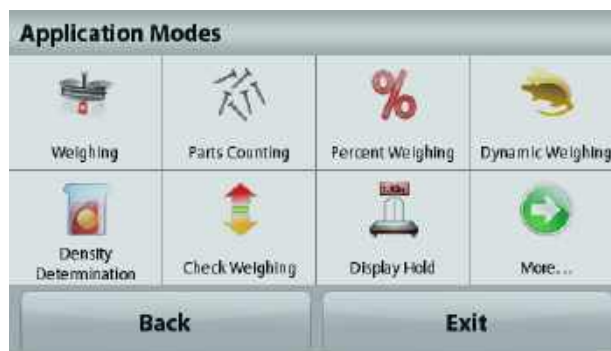 Application Modes
Weighing
Parts Counting
Percent Weighing
Dynamic Weighing
Density
Determination
Check Weighing
Display Hold
More...
Back
Exit